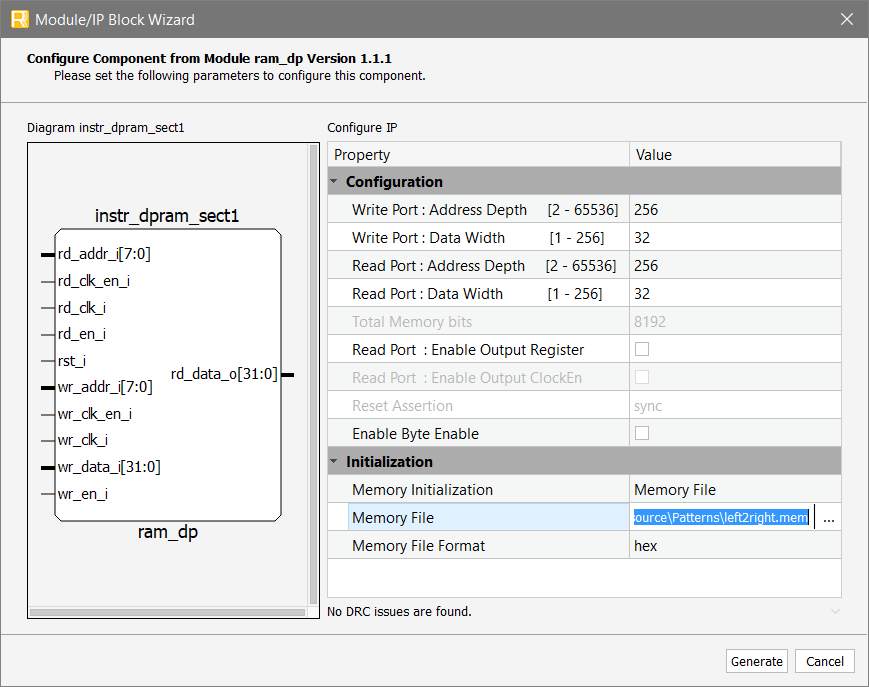 Module/IP Block Wizard
Configure Component from Module ram_dp Version 1.1.1
Please set the following parameters to configure this component.
Diagram instr_dpram_sect1
instr_dpram_sect1
rd_addr_i[7:0]
rd_clk_en_i
rd_clk_i
rd_en_i
rst_i
rd_data_o[31:0]
wr_addr_i[7:0]
wr_clk_en_i
wr_clk_i
wr_data_i[31:0]
wr_en_i
ram_dp
Configure IP
Property Value
Configuration
Write Port : Address Depth [2 - 65536] 256
Write Port : Data Width [1 - 256] 32
Read Port : Address Depth [2 - 65536] 256
Read Port : Data Width [1 - 256] 32
Total Memory bits 8192
Read Port : Enable Output Register
Read Port : Enable Output ClockEn
Reset Assertion sync
Enable Byte Enable
Initialization
Memory Initialization Memory File
Memory File ource\Patterns\left2right.mem ...
Memory File Format hex
No DRC issues are found.
Generate Cancel